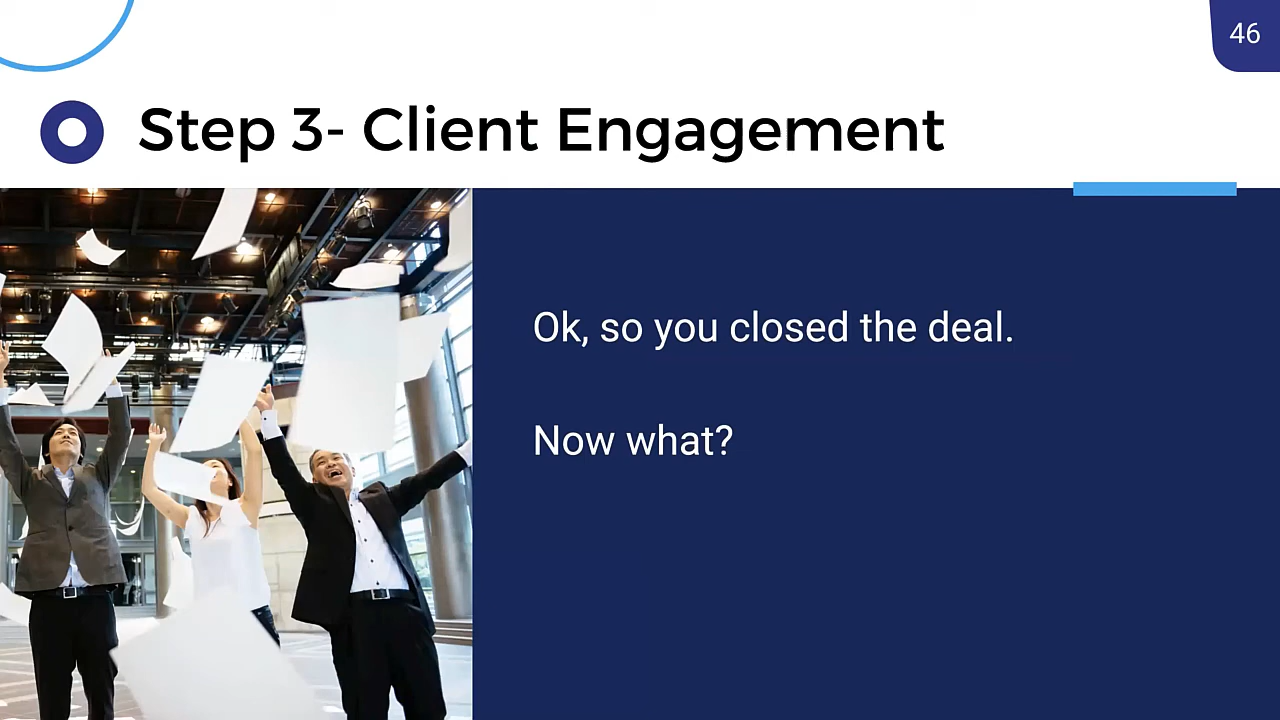 46
Step 3- Client Engagement
Ok, so you closed the deal.
Now what?